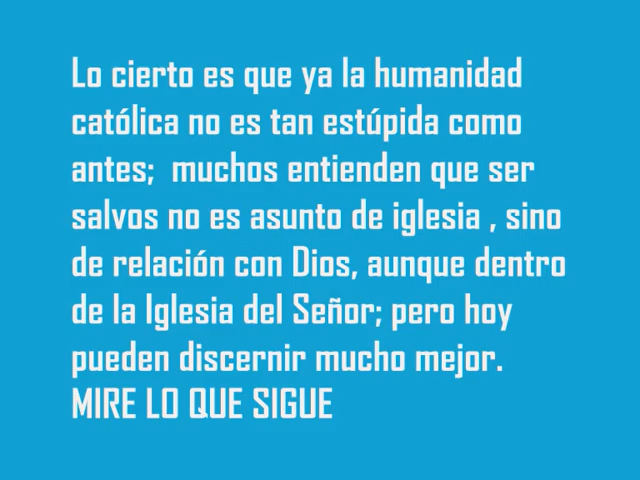 Lo cierto es que ya la humanidad
católica no es tan estúpida como
antes;  muchos entienden que ser
salvos no es asunto de iglesia , sino
de relación con Dios, aunque dentro
de la Iglesia del Señor; pero hoy
pueden discernir mucho mejor.
MIRE LO QUE SIGUE